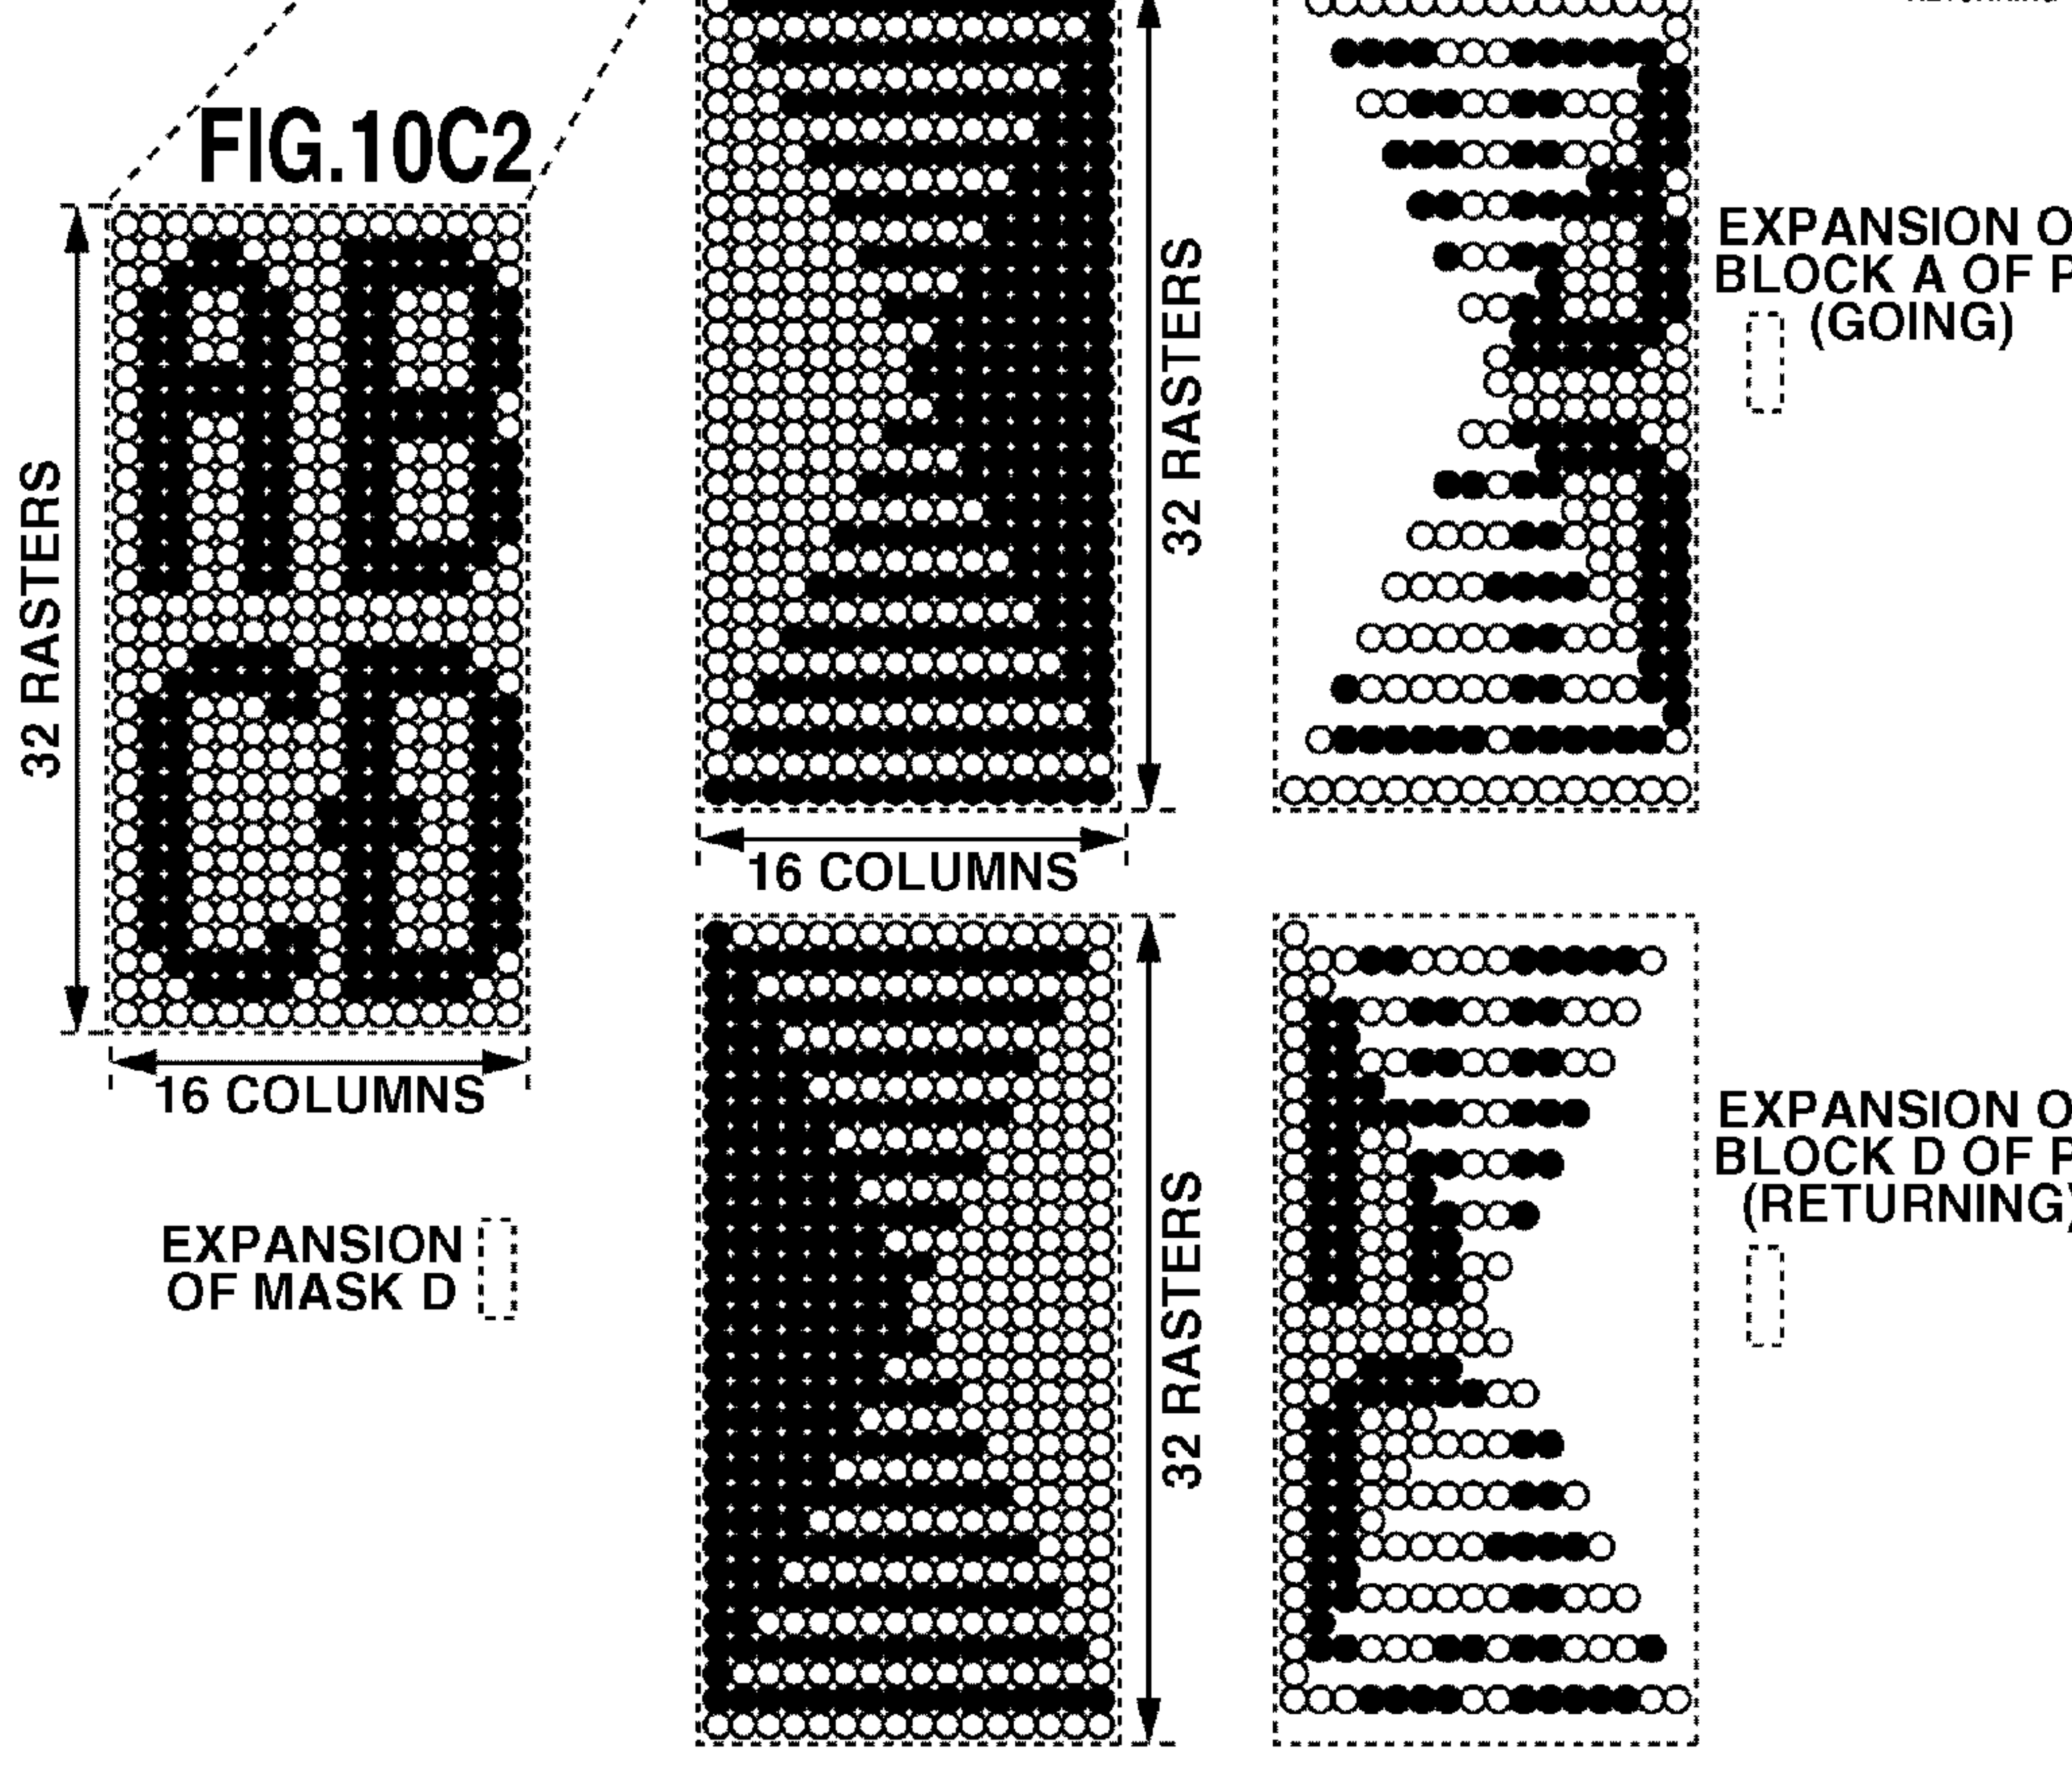 FIG.10C2
32 RASTERS
16 COLUMNS
EXPANSION
OF MASK D
32 RASTERS
16 COLUMNS
32 RASTERS
EXPANSION O
BLOCK A OF P
(GOING)
EXPANSION O
BLOCK D OF P
(RETURNING)